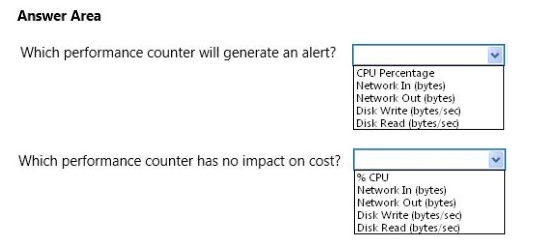 Answer Area
Which performance counter will generate an alert?
CPU Percentage
Network In (bytes)
Network Out (bytes)
Disk Write (bytes/sec)
Disk Read (bytes/sec)
Which performance counter has no impact on cost?
% CPU
Network In (bytes)
Network Out (bytes)
Disk Write (bytes/sec)
Disk Read (bytes/sec)